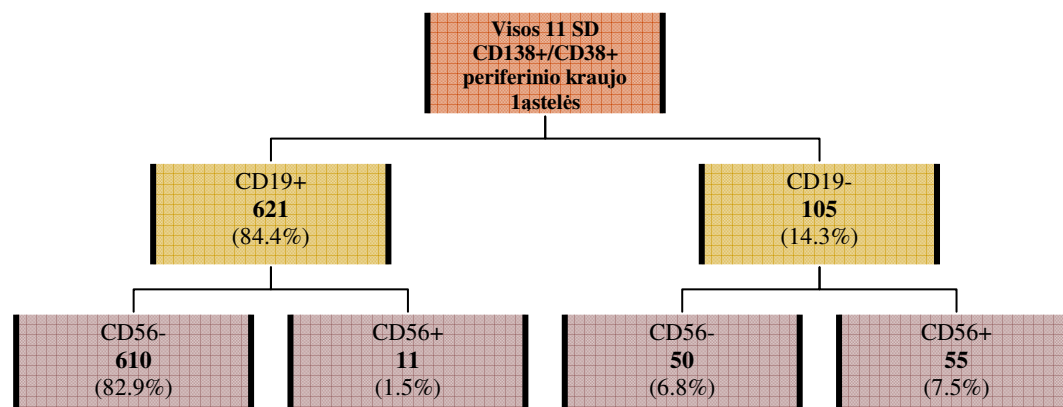 Visos 11 SD
CD138+/CD38+
periferinio kraujo
1ąstelės
CD19+
621
(84.4%)
CD19-
105
(14.3%)
CD56-
610
(82.9%)
CD56+
11
(1.5%)
CD56-
50
(6.8%)
CD56+
55
(7.5%)